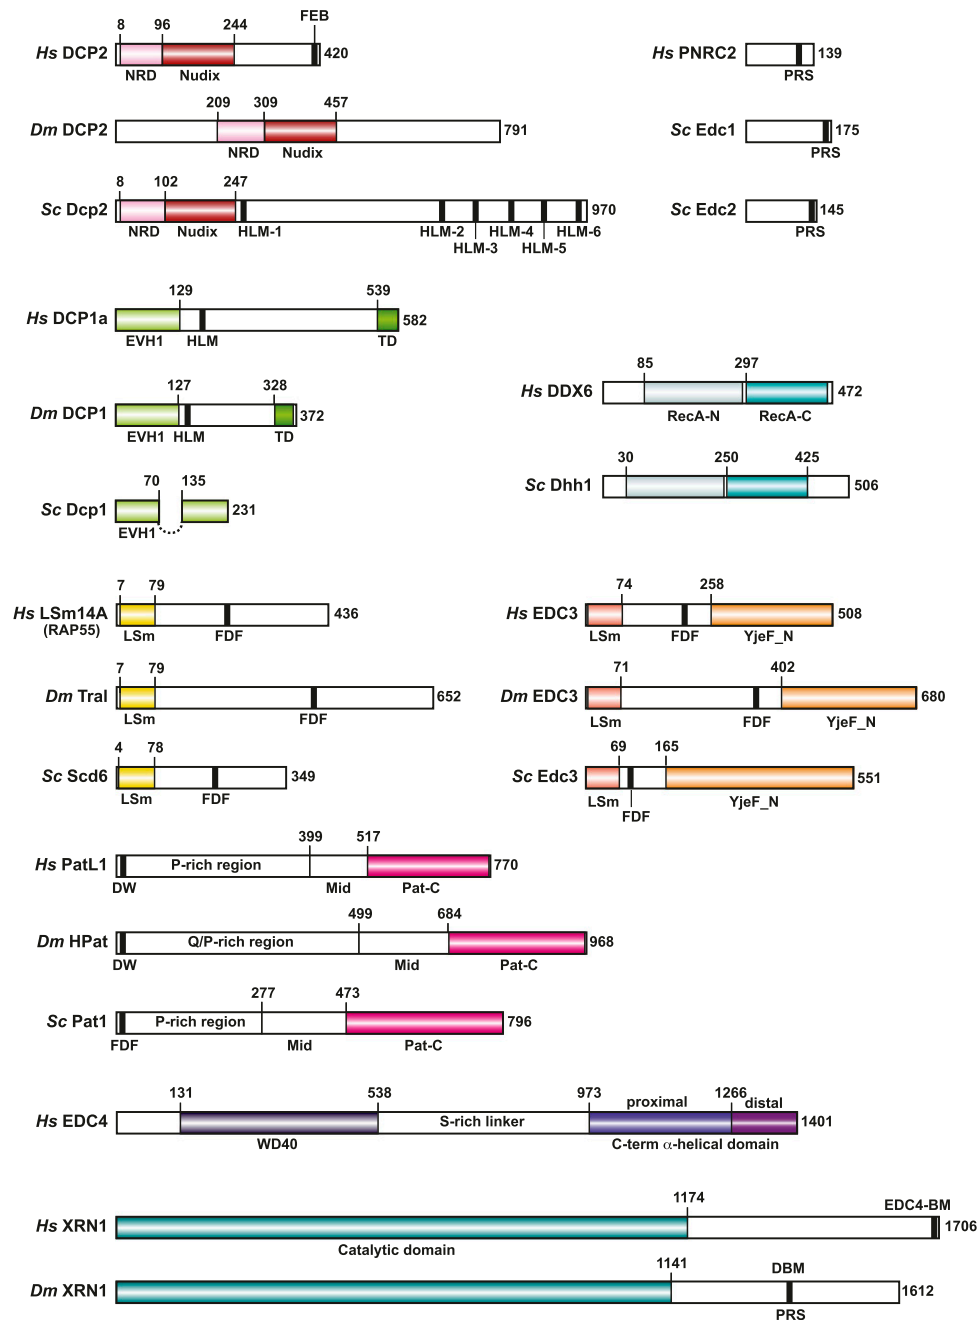 FEB
8 96 244
Hs DCP2 420
NRD Nudix
Hs PNRC2 139
PRS
209 309 457
Dm DCP2 791
NRD Nudix
Sc Edc1 175
PRS
8 102 247
Sc Dcp2 970
NRD Nudix HLM-1 HLM-2 HLM-4 HLM-6
HLM-3 HLM-5
Sc Edc2 145
PRS
129 539
Hs DCP1a 582
EVH1 HLM TD
127 328
Dm DCP1 372
EVH1 HLM TD
85 297
Hs DDX6 472
RecA-N RecA-C
70 135
Sc Dcp1 231
EVH1
30 250 425
Sc Dhh1 506
7 79
Hs LSm14A 436
(RAP55)
LSm FDF
74 258
Hs EDC3 508
LSm FDF YjeF_N
7 79
Dm Tral 652
LSm FDF
71 402
Dm EDC3 680
LSm FDF YjeF_N
4 78
Sc Scd6 349
LSm FDF
69 165
Sc Edc3 551
LSm YjeF_N
FDF
399 517
Hs PatL1 P-rich region 770
DW Mid Pat-C
499 684
Dm HPat Q/P-rich region 968
DW Mid Pat-C
277 473
Sc Pat1 P-rich region 796
FDF Mid Pat-C
131 538 973 1266
proximal distal
Hs EDC4 S-rich linker 1401
WD40 C-term α-helical domain
1174 EDC4-BM
Hs XRN1 1706
Catalytic domain
1141 DBM
Dm XRN1 1612
PRS